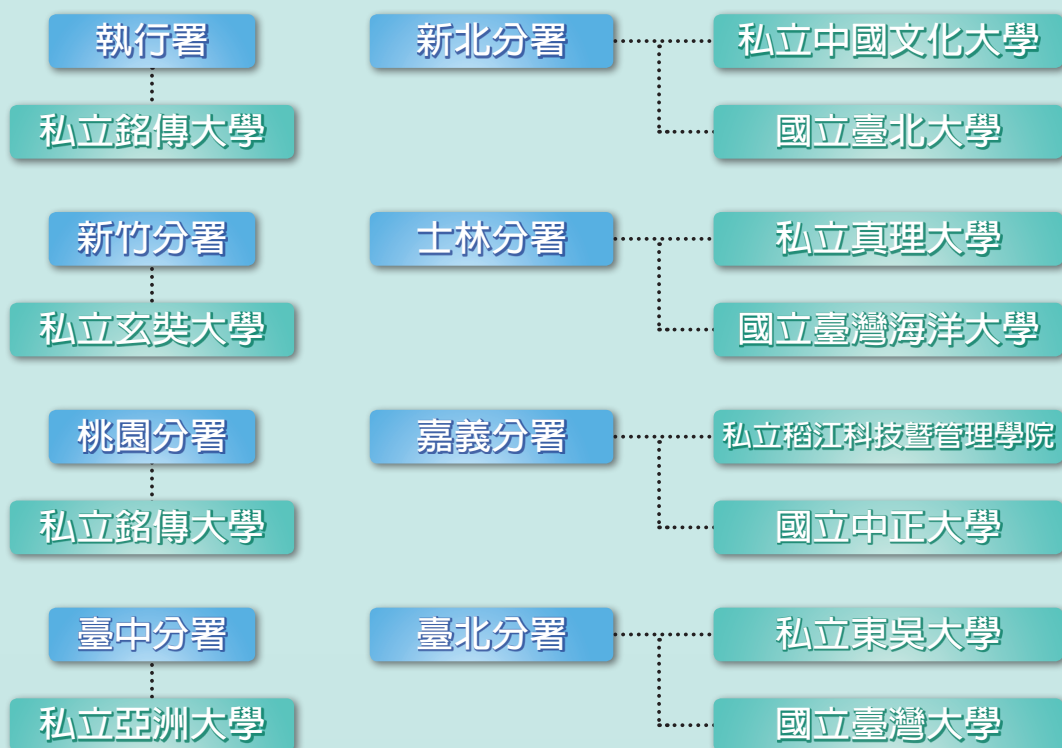 執行署
私立銘傳大學
新北分署
私立中國文化大學
國立臺北大學
新竹分署
私立玄奘大學
士林分署
私立真理大學
國立臺灣海洋大學
桃園分署
私立銘傳大學
嘉義分署
私立稻江科技暨管理學院
國立中正大學
臺中分署
私立亞洲大學
臺北分署
私立東吳大學
國立臺灣大學